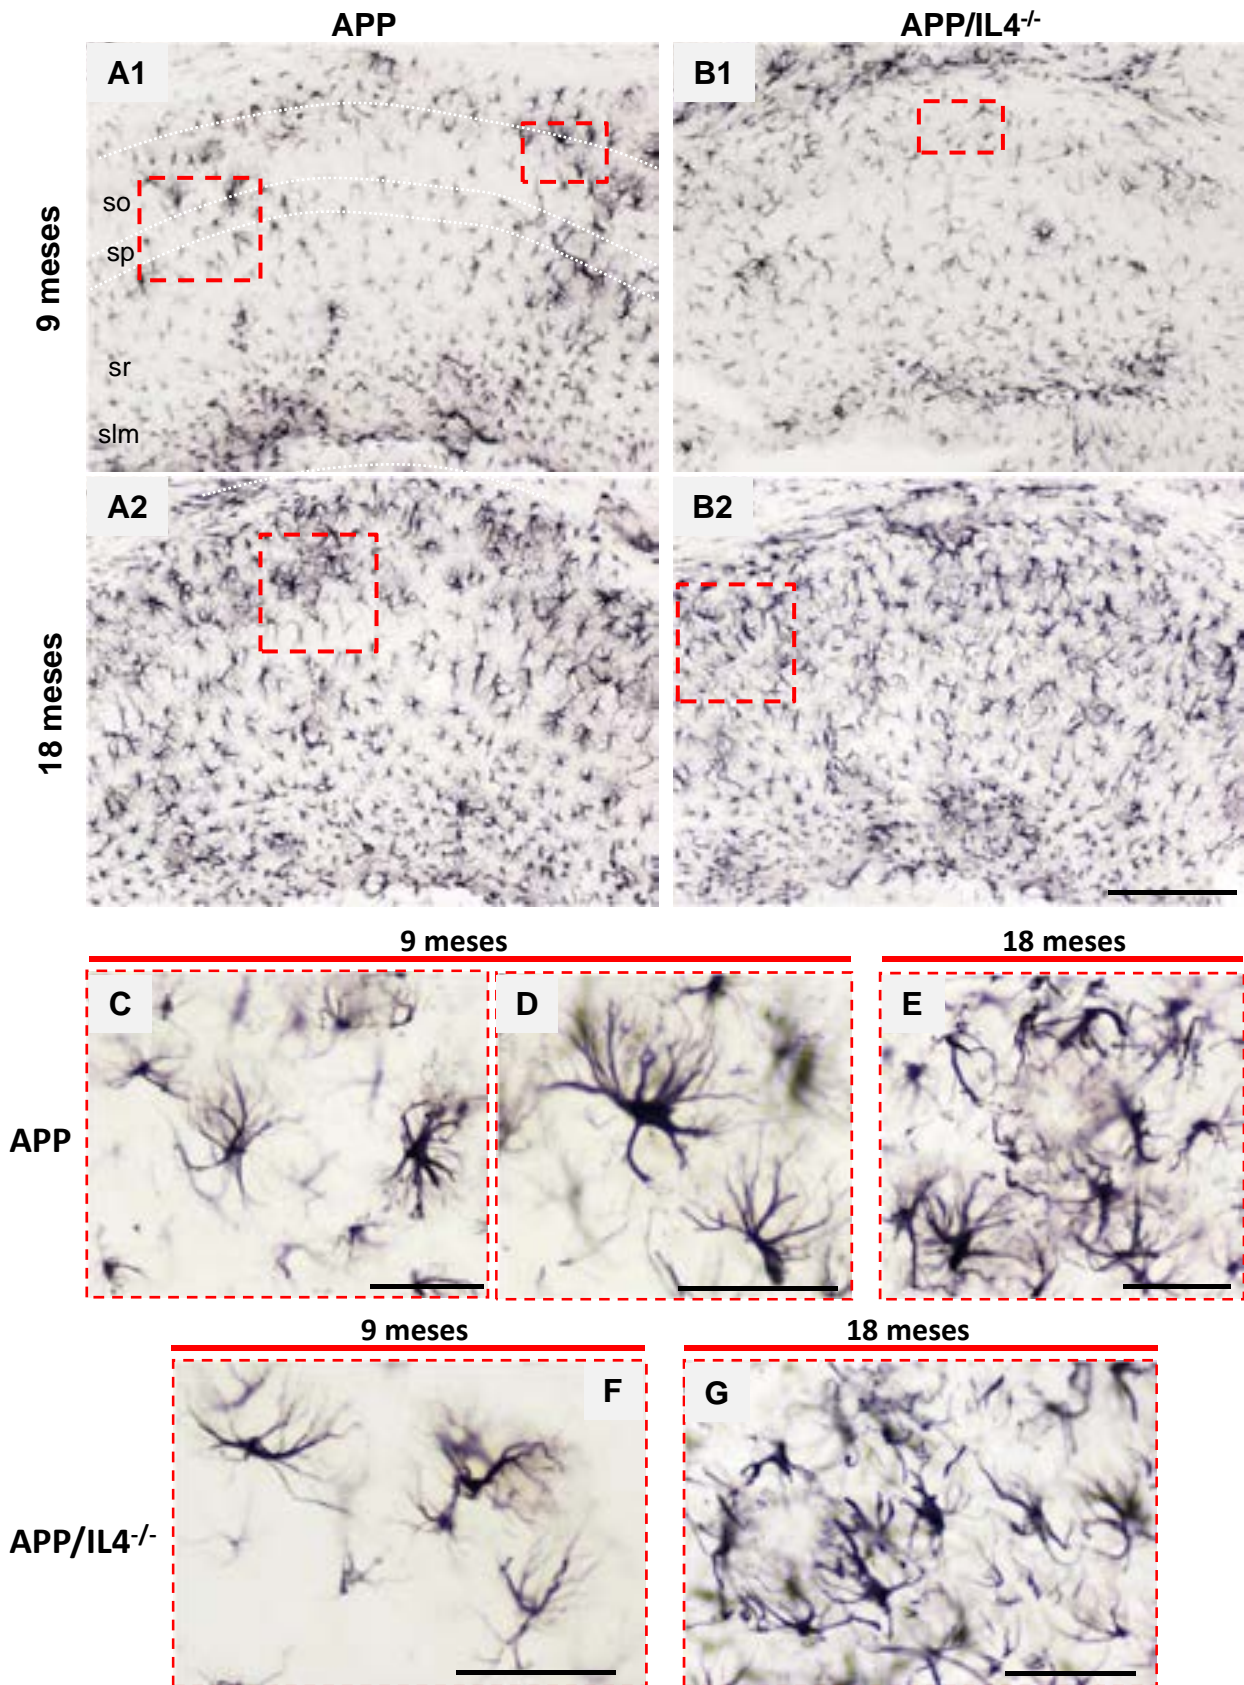 APP
APP/IL4-/-
A1
B1
so
sp
sr
slm
9 meses
A2
B2
18 meses
9 meses
18 meses
C
D
E
APP
9 meses
18 meses
F
G
APP/IL4-/-